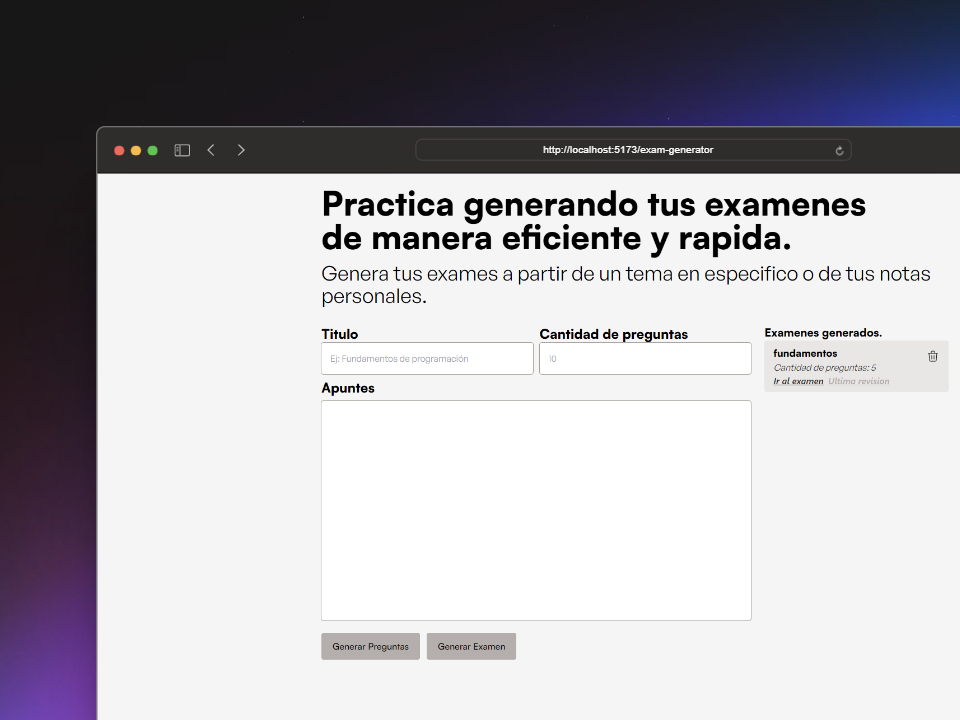 http://localhost:5173/exam-generator
Practica generando tus examenes
de manera eficiente y rapida.
Genera tus exames a partir de un tema en especifico o de tus notas
personales.
Titulo
Cantidad de preguntas
Examenes generados.
Ej: Fundamentos de programación
10
fundamentos
Cantidad de preguntas: 5
Ir al examen Ultima revision
Apuntes
Generar Preguntas
Generar Examen